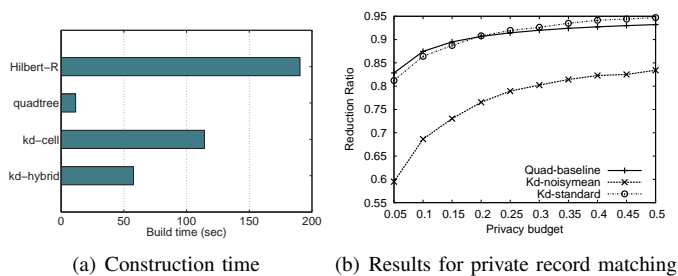 Hilbert-R
quadtree
kd-cell
kd-hybrid
0 50 100 150 200
Build time (sec)
(a) Construction time
0.95
0.9
0.85
0.8
0.75
0.7
0.65
0.6
0.55
Reduction Ratio
Quad-baseline
Kd-noisymean
Kd-standard
0.05 0.1 0.15 0.2 0.25 0.3 0.35 0.4 0.45 0.5
Privacy budget
(b) Results for private record matching